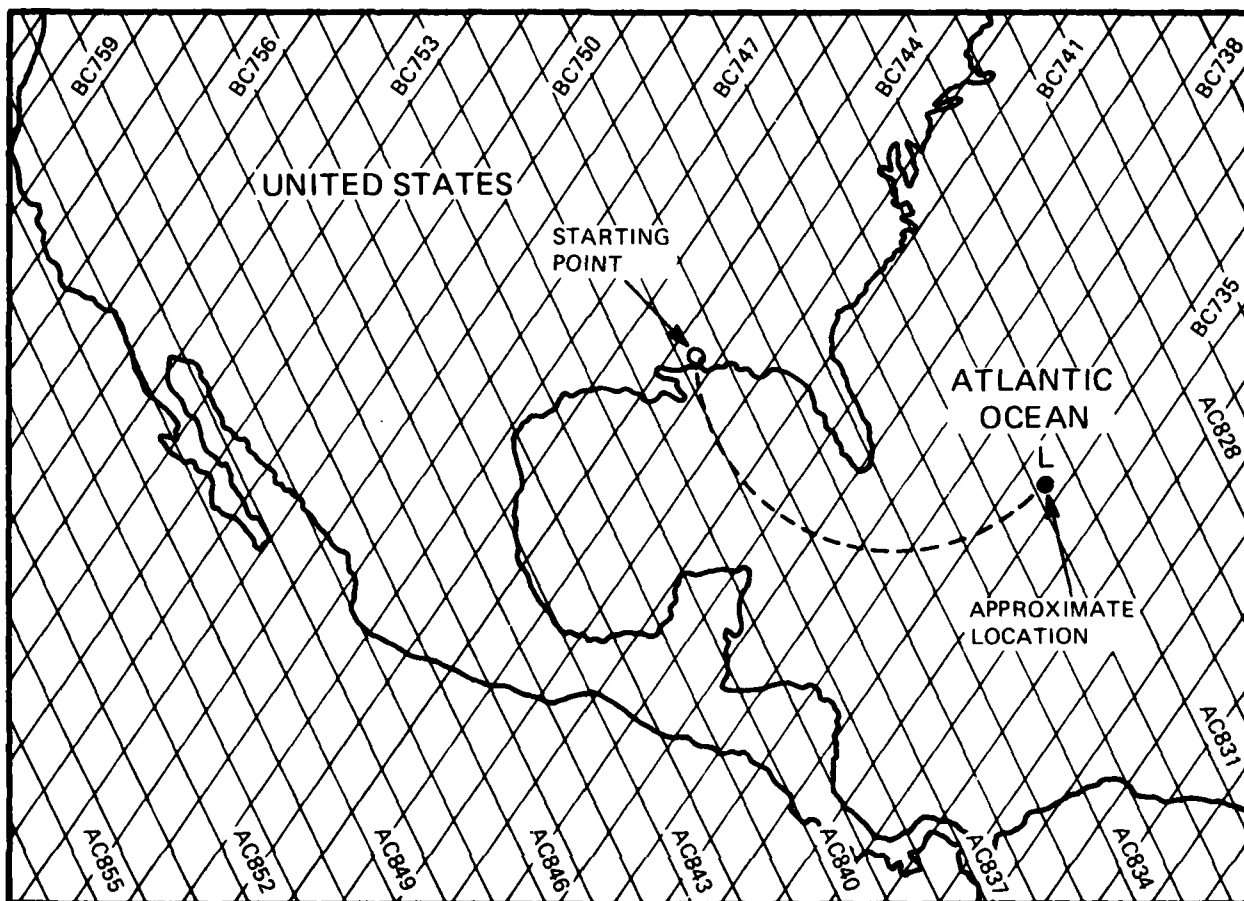 BC759
BC756
BC753
BC750
BC747
BC744
BC741
BC738
UNITED STATES
STARTING
POINT
BC735
ATLANTIC
OCEAN
L
AC828
APPROXIMATE
LOCATION
AC831
AC855
AC852
AC849
AC846
AC843
AC840
AC837
AC834